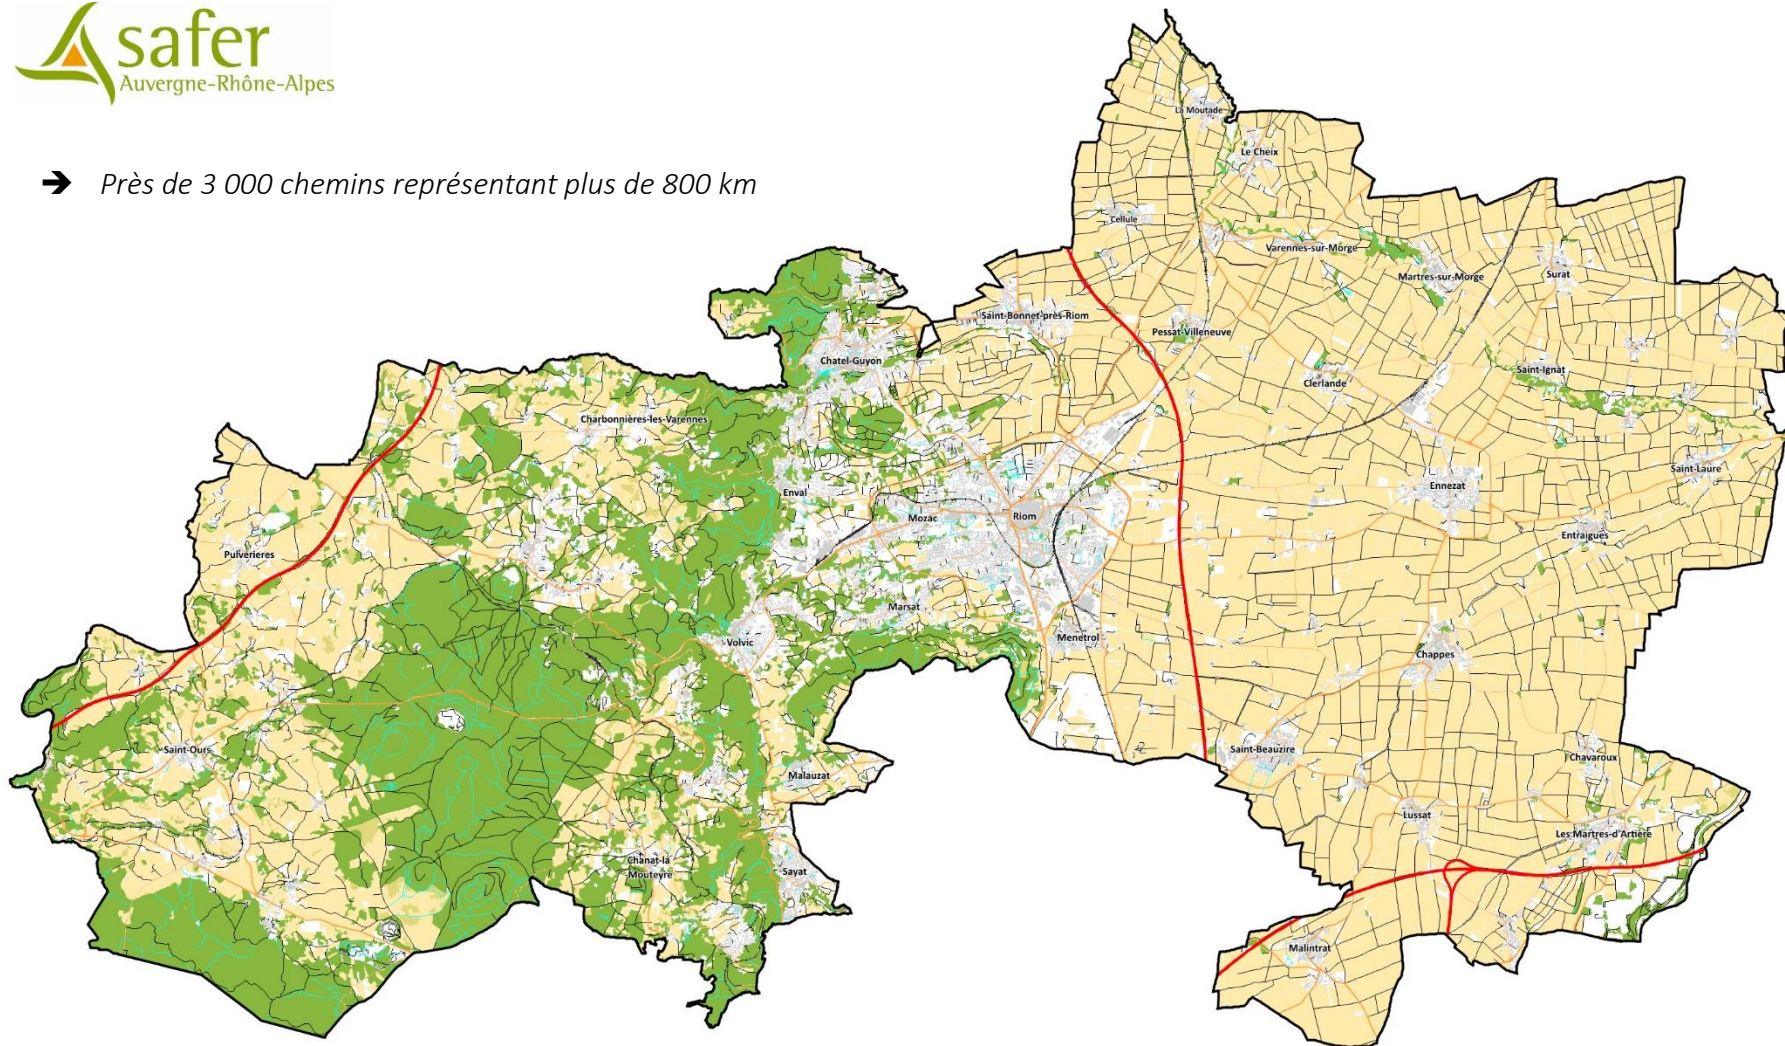 safer
Auvergne-Rhône-Alpes
➔ Près de 3 000 chemins représentant plus de 800 km
La Moutade
Le Cheix
Cellule
Varennes-sur-Morge
Martres-sur-Morge
Surat
Saint-Bonnet-près-Riom
Pessat-Villeneuve
Chatel-Guyon
Saint-Ignat
Clerlande
Charbonnières-les-Varennes
Saint-Laure
Ennezat
Enval
Mozac
Riom
Entraigues
Pulverieres
Marsat
Menetrol
Volvic
Chappes
Saint-Ours
Saint-Beauzire
Chavaroux
Malauzat
Lussat
Les Martres-d'Artière
Chanat-la
Mouteyre
Sayat
Malintrat